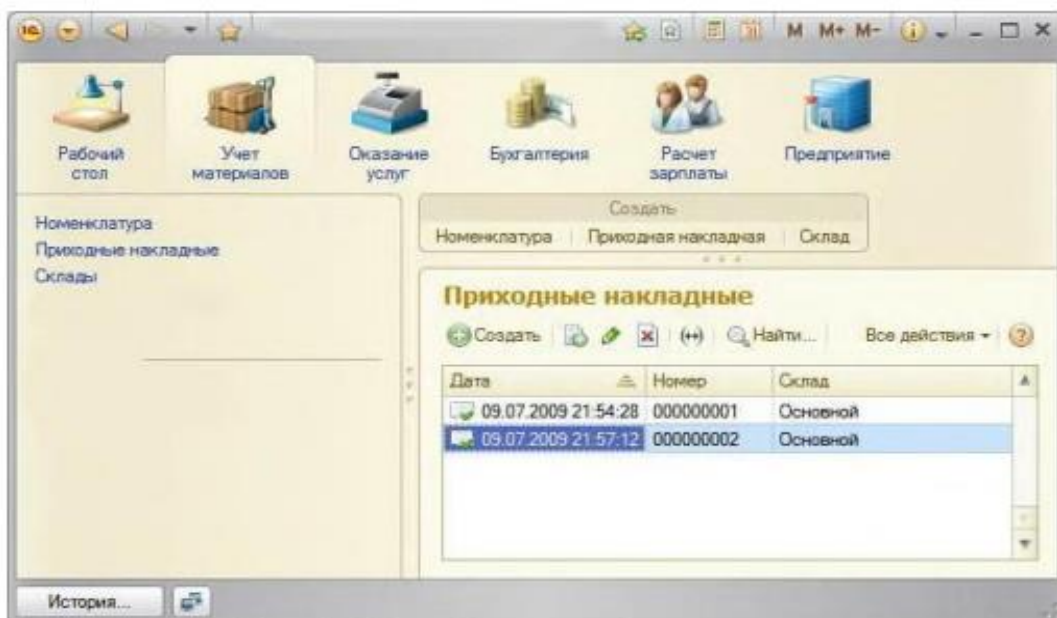 1С
31 M M+ M-
Рабочий стол
Учет материалов
Оказание услуг
Бухгалтерия
Расчет зарплаты
Предприятие
Номенклатура
Приходные накладные
Склады
Создать
Номенклатура Приходная накладная Склад
Приходные накладные
Создать Найти... Все действия
Дата Номер Склад
09.07.2009 21:54:28 000000001 Основной
09.07.2009 21:57:12 000000002 Основной
История...